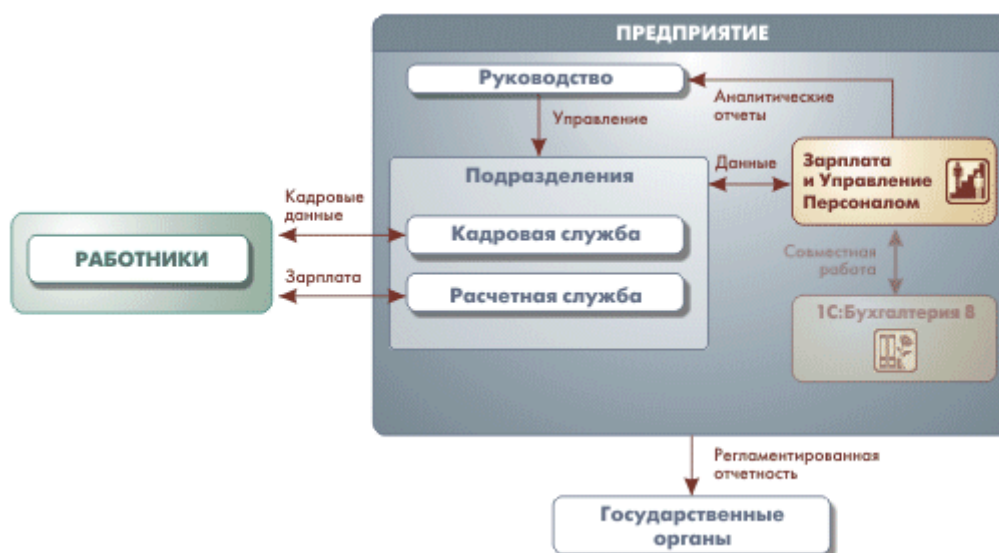 ПРЕДПРИЯТИЕ
Руководство
Аналитические
отчеты
Управление
Подразделения
Данные
Зарплата
и Управление
Персоналом
Кадровые
данные
Кадровая служба
РАБОТНИКИ
Зарплата
Расчетная служба
Совместная
работа
1С:Бухгалтерия 8
Регламентированная
отчетность
Государственные
органы